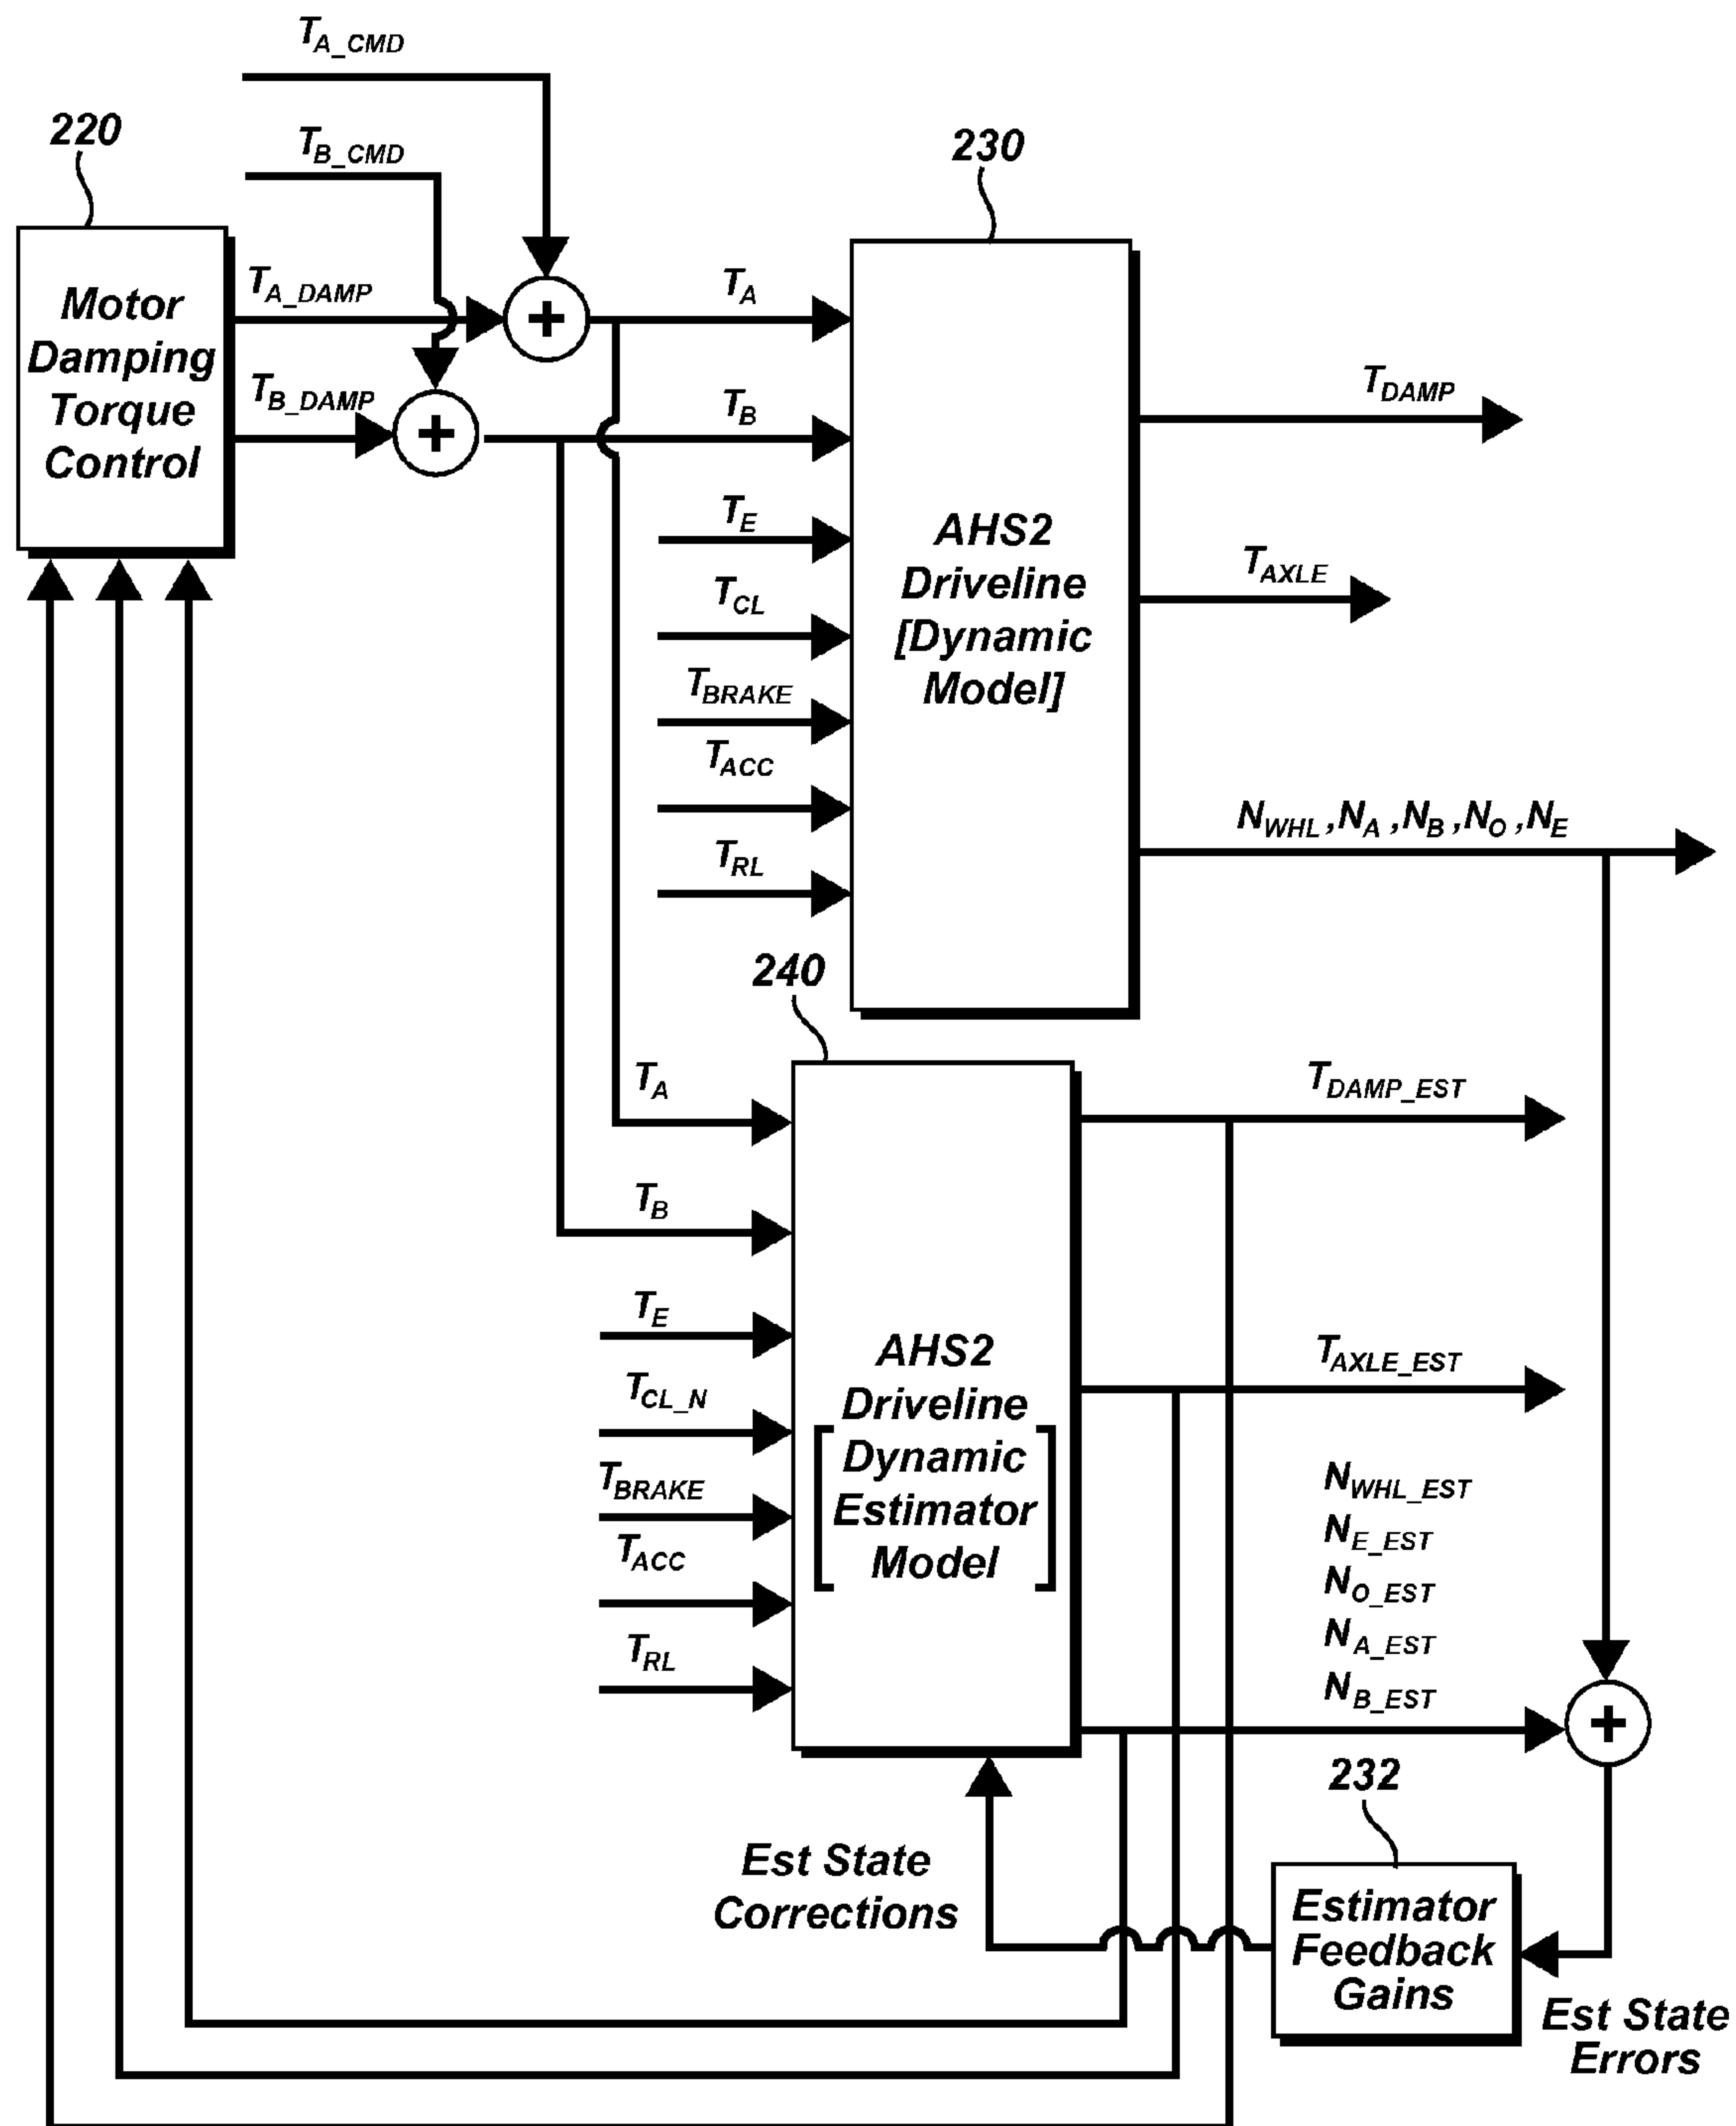 T_A_CMD
220
T_B_CMD
230
Motor
Damping
Torque
Control
T_A_DAMP
T_B_DAMP
+
+
T_A
T_B
T_E
T_CL
T_BRAKE
T_ACC
T_RL
AHS2
Driveline
[Dynamic
Model]
T_DAMP
T_AXLE
N_WHL ,N_A ,N_B ,N_O ,N_E
240
T_A
T_B
T_E
T_CL_N
T_BRAKE
T_ACC
T_RL
AHS2
Driveline
Dynamic
Estimator
Model
T_DAMP_EST
T_AXLE_EST
N_WHL_EST
N_E_EST
N_O_EST
N_A_EST
N_B_EST
+
232
Est State
Corrections
Estimator
Feedback
Gains
Est State
Errors